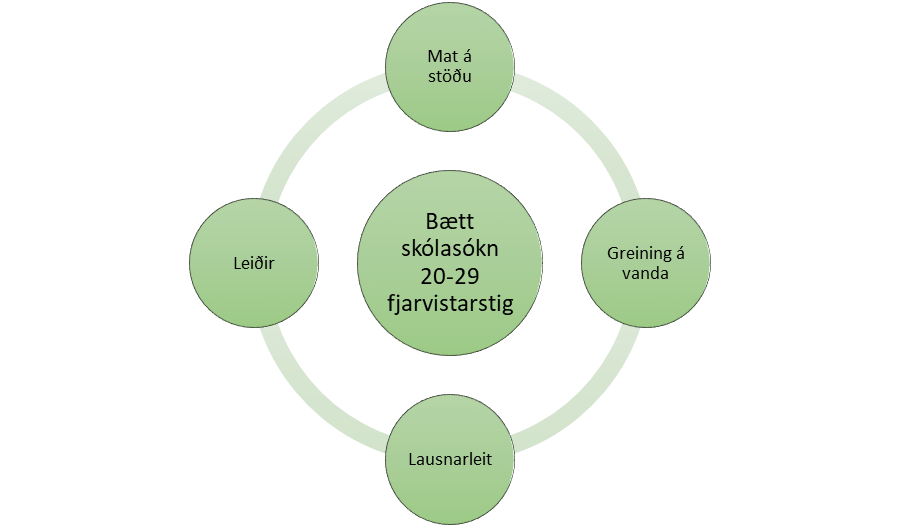 Mat á
stöðu
Bætt
skólasókn
20-29
fjarvistarstig
Greining á
vanda
Leiðir
Lausnarleit